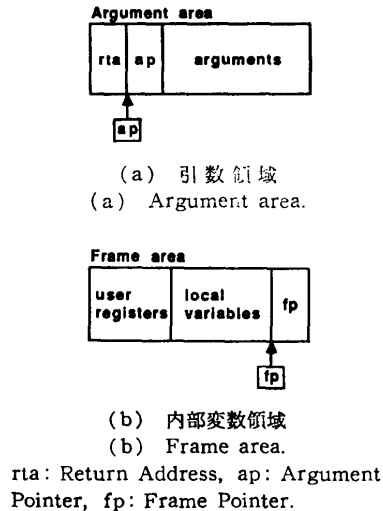 Argument area
rta ap arguments
ap
(a) 引数領域
(a) Argument area.
Frame area
user registers local variables fp
fp
(b) 内部変数領域
(b) Frame area.
rta: Return Address, ap: Argument
Pointer, fp: Frame Pointer.